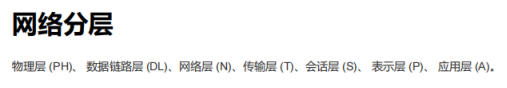 网络分层
物理层 (PH)、 数据链路层 (DL)、网络层 (N)、传输层 (T)、会话层 (S)、 表示层 (P)、 应用层 (A)。